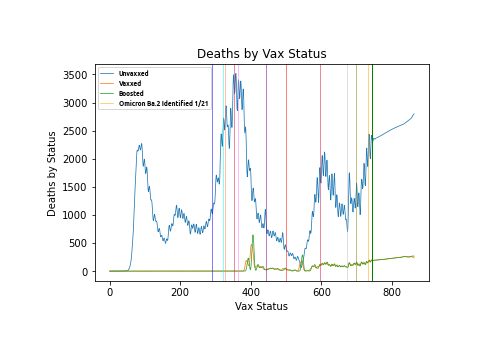 Deaths by Vax Status
Deaths by Status
3500
3000
2500
2000
1500
1000
500
0
Unvaxxed
Vaxxed
Boosted
Omicron Ba.2 Identified 1/21
0 200 400 600 800
Vax Status